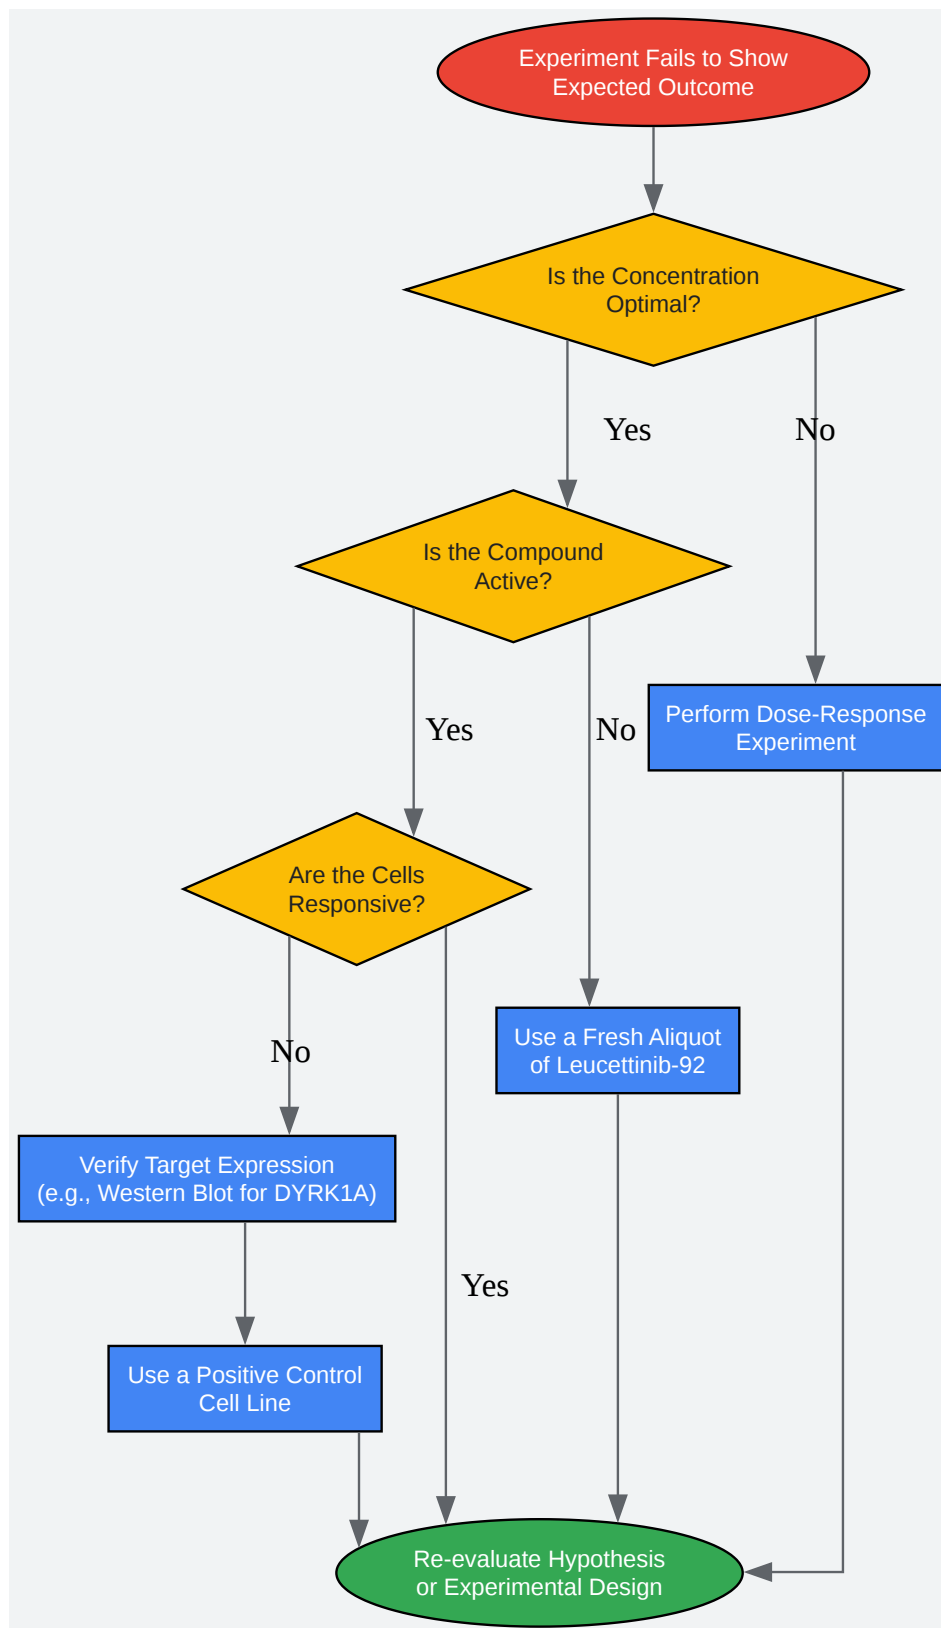 Experiment Fails to Show
Expected Outcome
Is the Concentration
Optimal?
Yes
No
Is the Compound
Active?
Perform Dose-Response
Experiment
Yes
No
Are the Cells
Responsive?
Use a Fresh Aliquot
of Leucettinib-92
No
Verify Target Expression
(e.g., Western Blot for DYRK1A)
Yes
Use a Positive Control
Cell Line
Re-evaluate Hypothesis
or Experimental Design